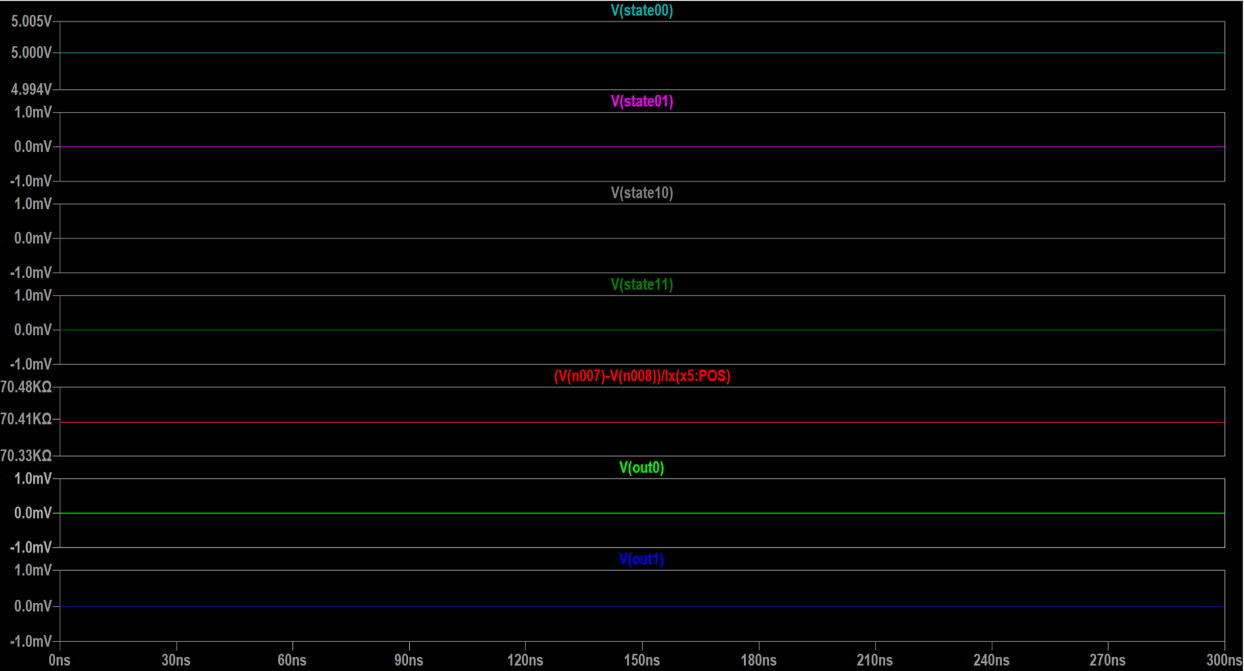 V(state00)
5.005V
5.000V
4.994V
V(state01)
1.0mV
0.0mV
-1.0mV
V(state10)
1.0mV
0.0mV
-1.0mV
V(state11)
1.0mV
0.0mV
-1.0mV
(V(n007)-V(n008))/Ix(x5:POS)
70.48KΩ
70.41KΩ
70.33KΩ
V(out0)
1.0mV
0.0mV
-1.0mV
V(out1)
1.0mV
0.0mV
-1.0mV
0ns 30ns 60ns 90ns 120ns 150ns 180ns 210ns 240ns 270ns 300ns